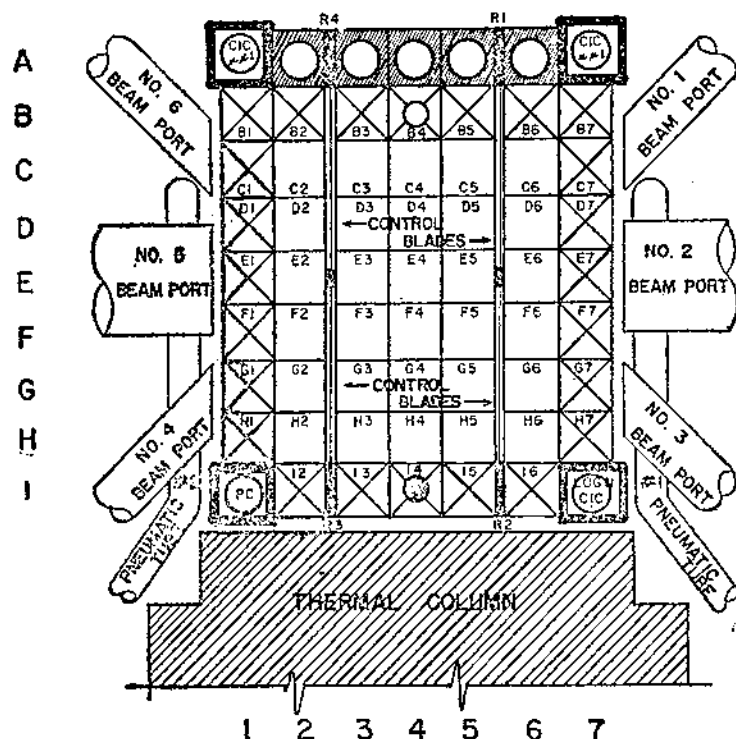 R4 R1
A
CIC
CIC
NO. 6
BEAM PORT
NO. 1
BEAM PORT
B
B1 B2 B3 B4 B5 B6 B7
C
C1 C2 C3 C4 C5 C6 C7
D
D1 D2 D3 D4 D5 D6 D7
CONTROL
BLADES
NO. 5
BEAM PORT
NO. 2
BEAM PORT
E
E1 E2 E3 E4 E5 E6 E7
F
F1 F2 F3 F4 F5 F6 F7
G
G1 G2 G3 G4 G5 G6 G7
CONTROL
BLADES
H
H1 H2 H3 H4 H5 H6 H7
NO. 4
BEAM PORT
NO. 3
BEAM PORT
I
I2 I3 I4 I5 I6
PC
LOG N
CIC
#2
PNEUMATIC
TUBE
#1
PNEUMATIC
TUBE
R3 R2
THERMAL COLUMN
1 2 3 4 5 6 7